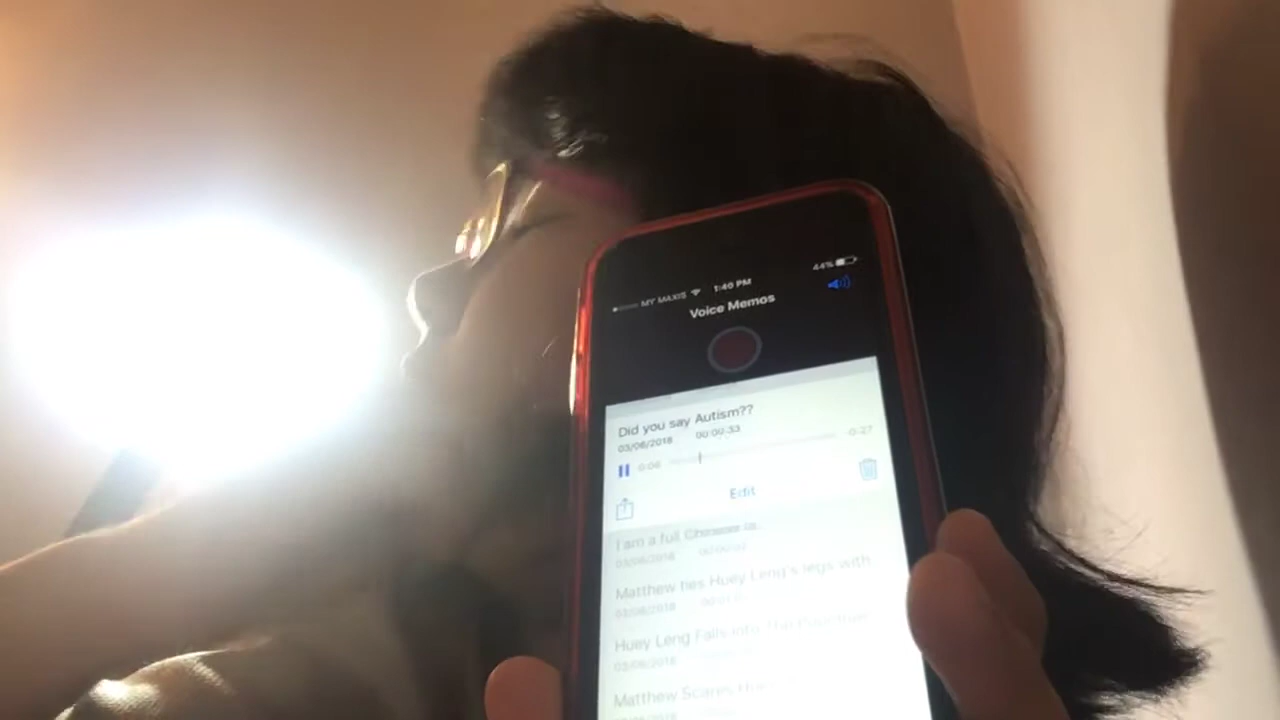 MY MAXIS 1:40 PM 44%
Voice Memos
Did you say Autism??
03/06/2018 00:00:33
0:06 -0:27
Edit
I am a full
03/06/2018
Matthew hes Huey Leng's legs with
03/06/2018
Huey Leng Falls into
03/06/2018
Matthew Scares